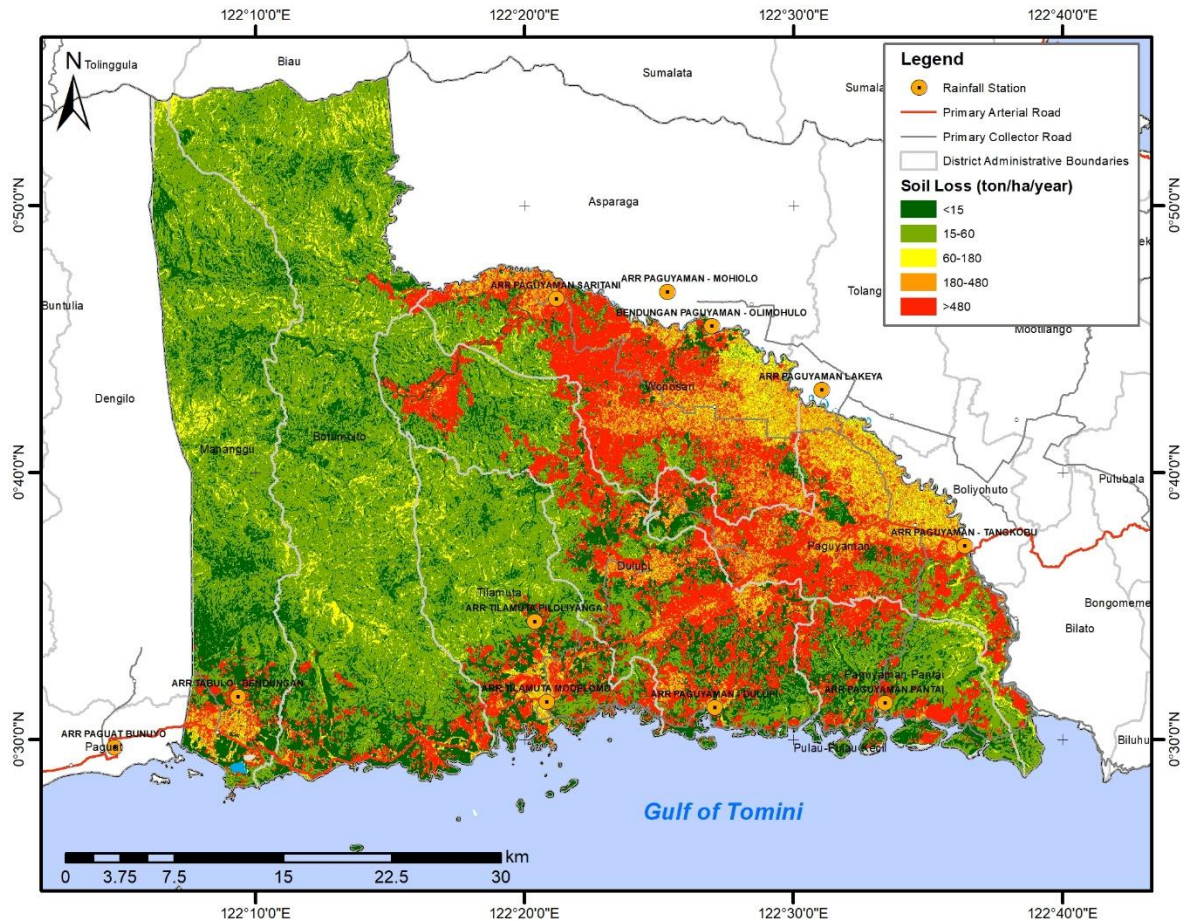 122°10'0"E
122°20'0"E
122°30'0"E
122°40'0"E
N
Tolinggula
Biau
Sumalata
Legend
Rainfall Station
Primary Arterial Road
Primary Collector Road
District Administrative Boundaries
Soil Loss (ton/ha/year)
<15
15-60
60-180
180-480
>480
0°50'0"N
0°50'0"N
Asparaga
ARR PAGUYAMAN - MOHIOLO
ARR PAGUYAMAN SARITANI
Tolang
Buntulia
BENDUNGAN PAGUYAMAN - OLIMOHULO
Mootilango
ARR PAGUYAMAN LAKEYA
Wonosari
Dengilo
Mananggu
Botumoito
0°40'0"N
0°40'0"N
Pulubala
Boliyohuto
ARR PAGUYAMAN - TANGKOBU
Paguyaman
Dulupi
Tilamuta
ARR TILAMUTA PILOLIYANGA
Bongomeme
Bilato
Paguyaman Pantai
ARR TABULO - BENDUNGAN
ARR TILAMUTA MODELOMO
ARR PAGUYAMAN - DULUPI
ARR PAGUYAMAN PANTAI
ARR PAGUAT BUNUYO
Paguat
0°30'0"N
0°30'0"N
Pulau-Pulau Kecil
Biluhu
Gulf of Tomini
km
0 3.75 7.5 15 22.5 30
122°10'0"E
122°20'0"E
122°30'0"E
122°40'0"E